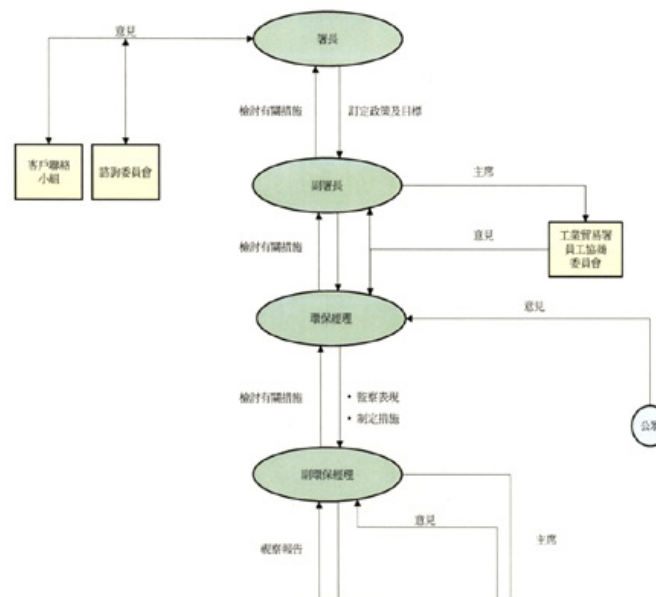 意見
署長
檢討有關措施
訂定政策及目標
客戶聯絡
小組
諮詢委員會
副署長
主席
檢討有關措施
意見
工業貿易署
員工協商
委員會
環保經理
意見
檢討有關措施
• 監察表現
• 制定措施
副環保經理
意見
主席
視察報告